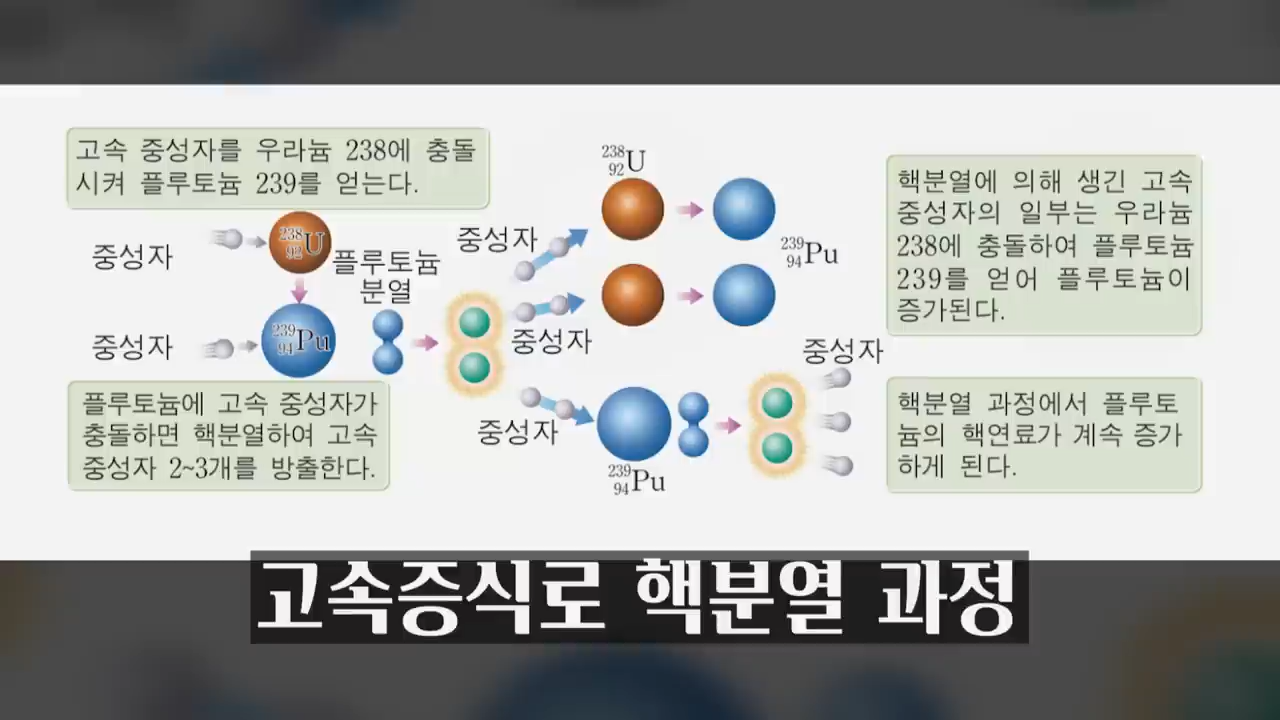 고속 중성자를 우라늄 238에 충돌
시켜 플루토늄 239를 얻는다.
중성자
238 92 U
플루토늄
분열
중성자
239 94 Pu
플루토늄에 고속 중성자가
충돌하면 핵분열하여 고속
중성자 2~3개를 방출한다.
중성자
238 92 U
239 94 Pu
중성자
중성자
239 94 Pu
중성자
핵분열에 의해 생긴 고속
중성자의 일부는 우라늄
238에 충돌하여 플루토늄
239를 얻어 플루토늄이
증가된다.
핵분열 과정에서 플루토
늄의 핵연료가 계속 증가
하게 된다.
고속증식로 핵분열 과정